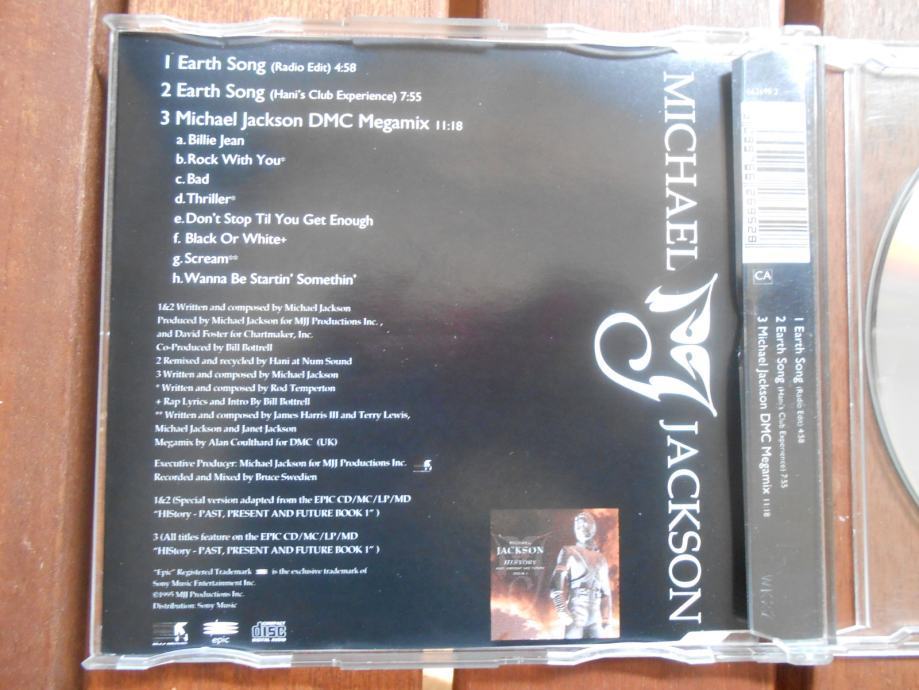 1 Earth Song (Radio Edit) 4:58
2 Earth Song (Hani's Club Experience) 7:55
3 Michael Jackson DMC Megamix 11:18
a. Billie Jean
b. Rock With You*
c. Bad
d. Thriller*
e. Don't Stop Til You Get Enough
f. Black Or White+
g. Scream**
h. Wanna Be Startin' Somethin'
1&2 Written and composed by Michael Jackson
Produced by Michael Jackson for MJJ Productions Inc.,
and David Foster for Chartmaker, Inc.
Co-Produced by Bill Bottrell
2 Remixed and recycled by Hani at Num Sound
3 Written and composed by Michael Jackson
* Written and composed by Rod Temperton
+ Rap Lyrics and Intro By Bill Bottrell
** Written and composed by James Harris III and Terry Lewis,
Michael Jackson and Janet Jackson
Megamix by Alan Coulthard for DMC (UK)
Executive Producer: Michael Jackson for MJJ Productions Inc.
Recorded and Mixed by Bruce Swedien
1&2 (Special version adapted from the EPIC CD/MC/LP/MD
"HIStory - PAST, PRESENT AND FUTURE BOOK 1")
3 (All titles feature on the EPIC CD/MC/LP/MD
"HIStory - PAST, PRESENT AND FUTURE BOOK 1")
"Epic" Registered Trademark is the exclusive trademark of
Sony Music Entertainment Inc.
©1995 MJJ Productions Inc.
Distribution: Sony Music
epic
COMPACT
disc
DIGITAL AUDIO
JACKSON
HISTORY
MICHAEL JACKSON
CA
1 Earth Song (Radio Edit) 4:58
2 Earth Song (Hani's Club Experience) 7:55
3 Michael Jackson DMC Megamix 11:18